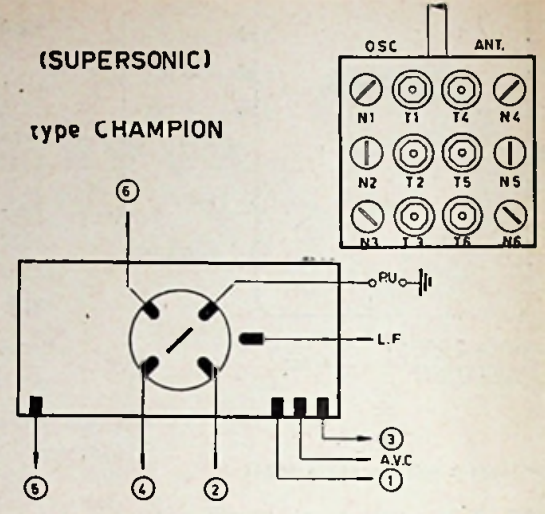 (SUPERSONIC)
type CHAMPION
OSC ANT.
N1 T1 T4 N4
N2 T2 T5 N5
N3 T3 T6 N6
6
P.U
L.F
3
A.V.C
5 4 2 1